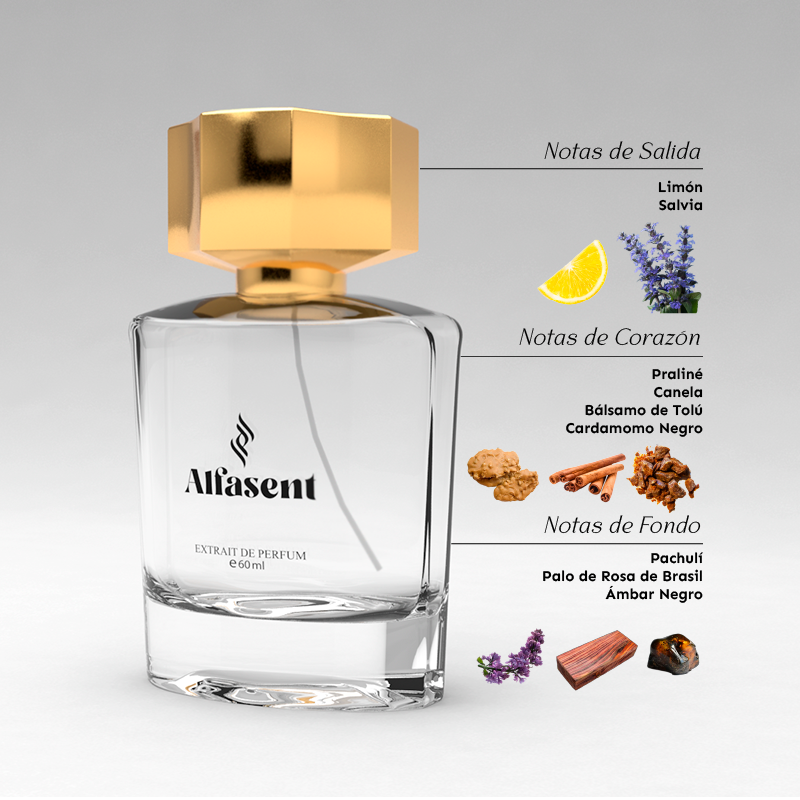 Notas de Salida
Limón
Salvia
Notas de Corazón
Praliné
Canela
Bálsamo de Tolú
Cardamomo Negro
Notas de Fondo
Pachulí
Palo de Rosa de Brasil
Ámbar Negro
Alfasent
EXTRAIT DE PERFUM
e60ml